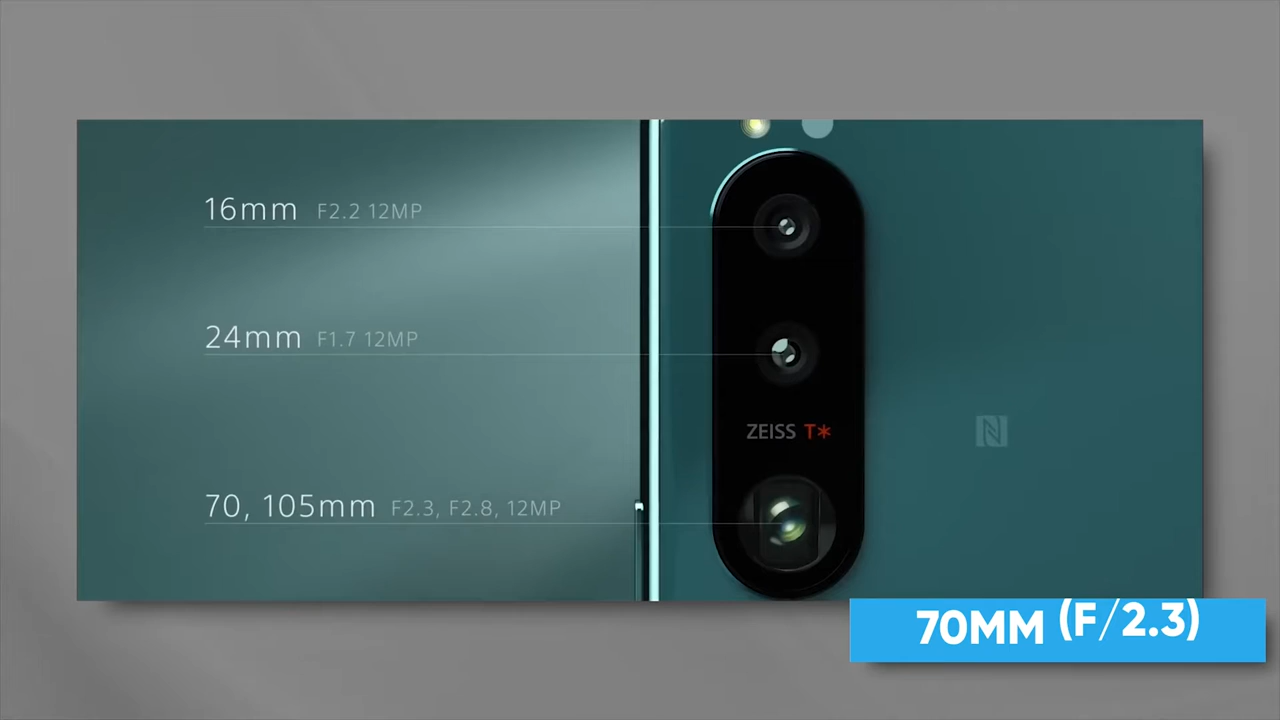 16mm F2.2 12MP
24mm F1.7 12MP
ZEISS T*
70, 105mm F2.3, F2.8, 12MP
70MM (F/2.3)